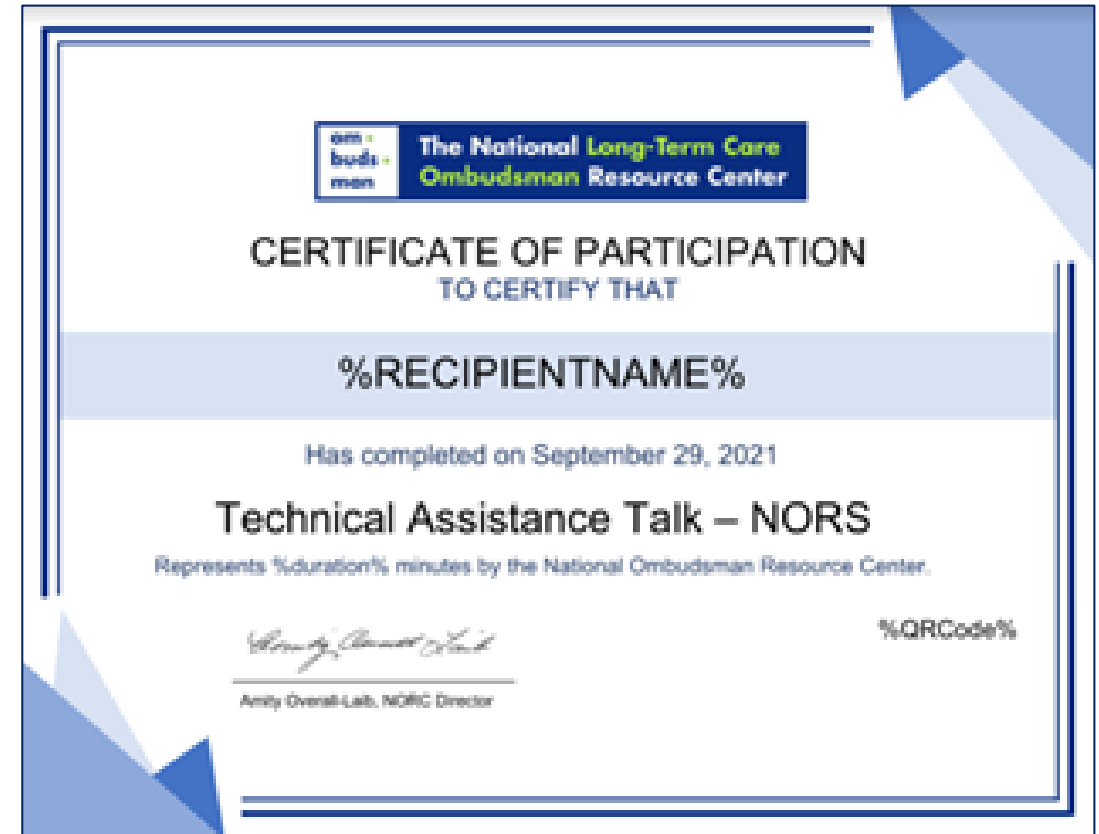 om•
buds•
man
The National Long-Term Care
Ombudsman Resource Center
CERTIFICATE OF PARTICIPATION
TO CERTIFY THAT
%RECIPIENTNAME%
Has completed on September 29, 2021
Technical Assistance Talk – NORS
Represents %duration% minutes by the National Ombudsman Resource Center.
%QRCode%
Amity Overall-Laib, NORC Director